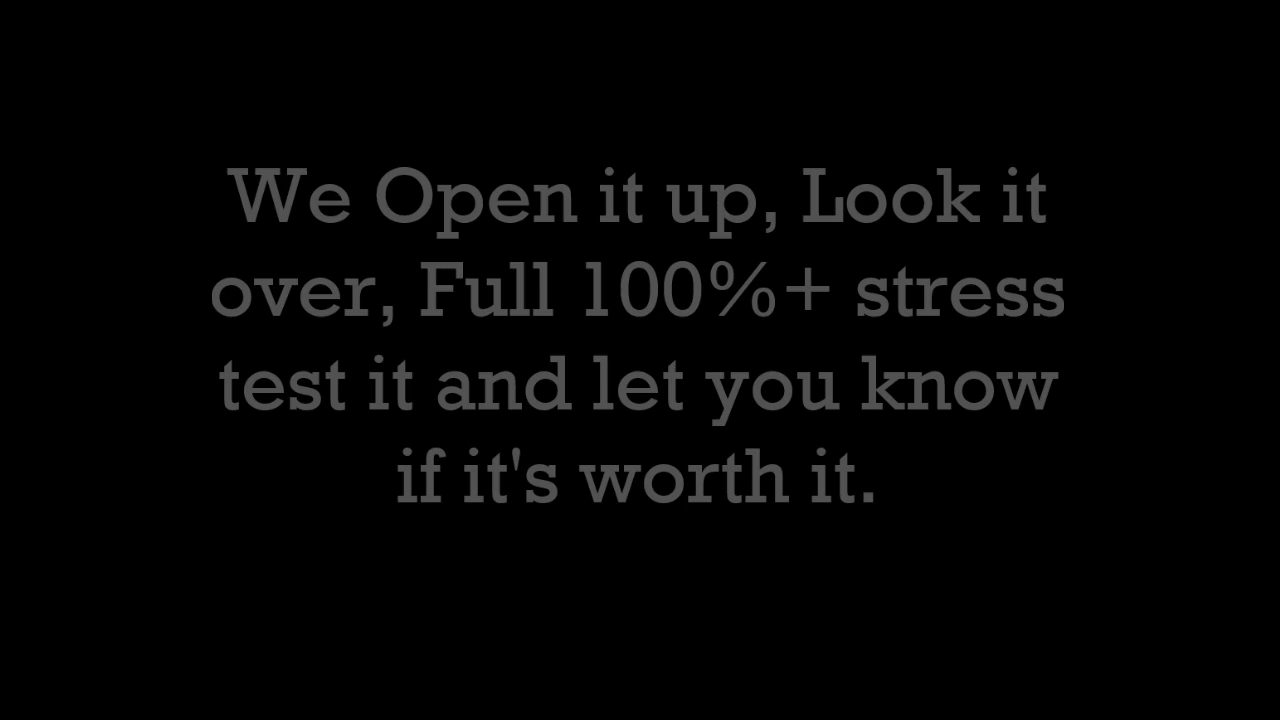 We Open it up, Look it
over, Full 100%+ stress
test it and let you know
if it's worth it.